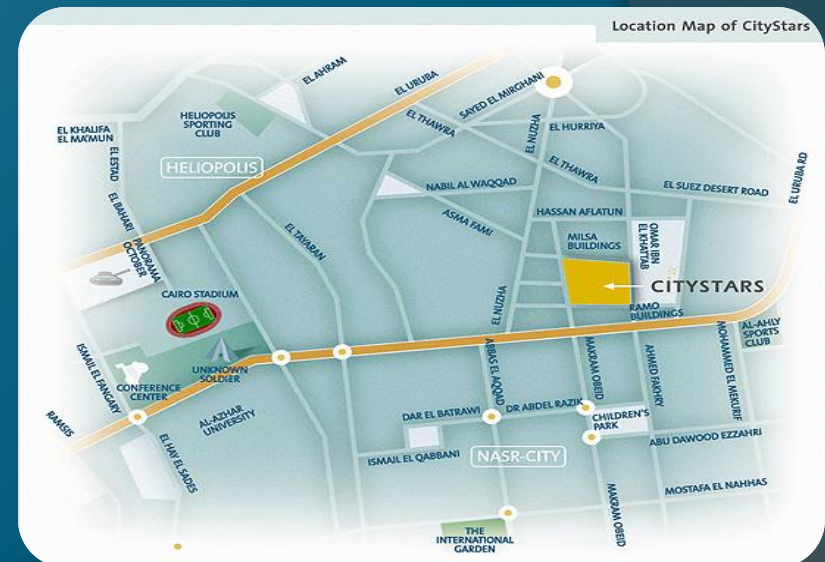 Location Map of CityStars
EL AHRAM
EL URUBA
SAYED EL MIRGHANI
EL KHALIFA
EL MA'MUN
HELIOPOLIS
SPORTING
CLUB
EL THAWRA
EL NUZHA
EL HURRIYA
EL ESTAD
HELIOPOLIS
EL THAWRA
EL URUBA RD
NABIL AL WAQQAD
EL SUEZ DESERT ROAD
EL BAHARI
ASMA FAMI
HASSAN AFLATUN
EL TAYARAN
MILSA
BUILDINGS
OMAR IBN
EL KHATTAB
PANORAMA
OCTOBER
CITYSTARS
CAIRO STADIUM
EL NUZHA
RAMO
BUILDINGS
AL-AHLY
SPORTS
CLUB
ISMAIL EL FANGARY
UNKNOWN
SOLDIER
ABBAS EL AQQAD
MAKRAM OBEID
AHMED FAKHRY
MOHAMMED EL MEKURIF
CONFERENCE
CENTER
RAMSIS
AL-AZHAR
UNIVERSITY
DAR EL BATRAWI
DR ABDEL RAZIK
CHILDREN'S
PARK
ABU DAWOOD EZZAHRI
EL HAY EL SADES
ISMAIL EL QABBANI
NASR-CITY
MOSTAFA EL NAHHAS
MAKRAM OBEID
THE
INTERNATIONAL
GARDEN